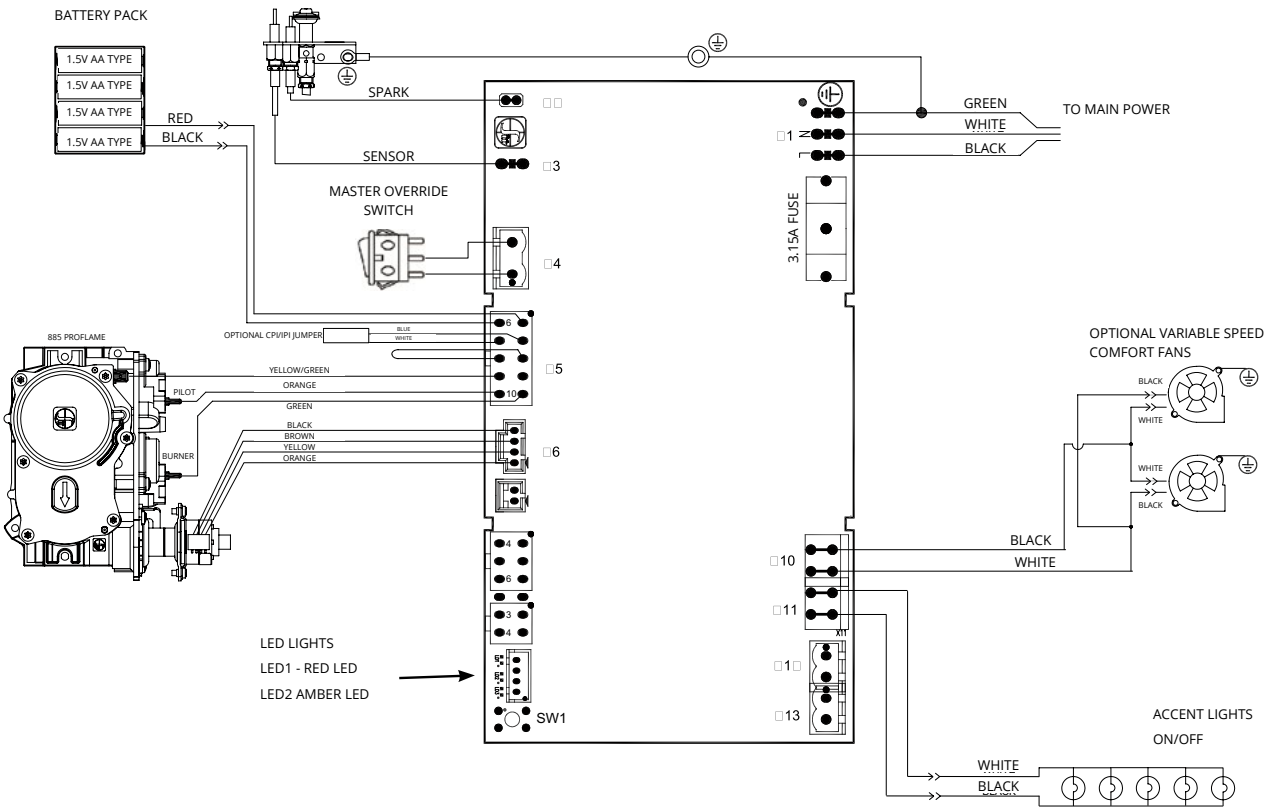 BATTERY PACK
1.5V AA TYPE
1.5V AA TYPE
1.5V AA TYPE
1.5V AA TYPE
RED
BLACK
SPARK
SENSOR
MASTER OVERRIDE
SWITCH
□□
□3
□4
□1
N
L
GREEN
WHITE
BLACK
TO MAIN POWER
3.15A FUSE
885 PROFLAME
OPTIONAL CPI/IPI JUMPER
BLUE
WHITE
6
10
□5
YELLOW/GREEN
ORANGE
PILOT
GREEN
BURNER
BLACK
BROWN
YELLOW
ORANGE
□6
OPTIONAL VARIABLE SPEED
COMFORT FANS
BLACK
WHITE
WHITE
BLACK
4
6
3
4
□10
BLACK
WHITE
□11
X11
□1□
□13
LED LIGHTS
LED1 - RED LED
LED2 AMBER LED
SW1
ACCENT LIGHTS
ON/OFF
WHITE
BLACK